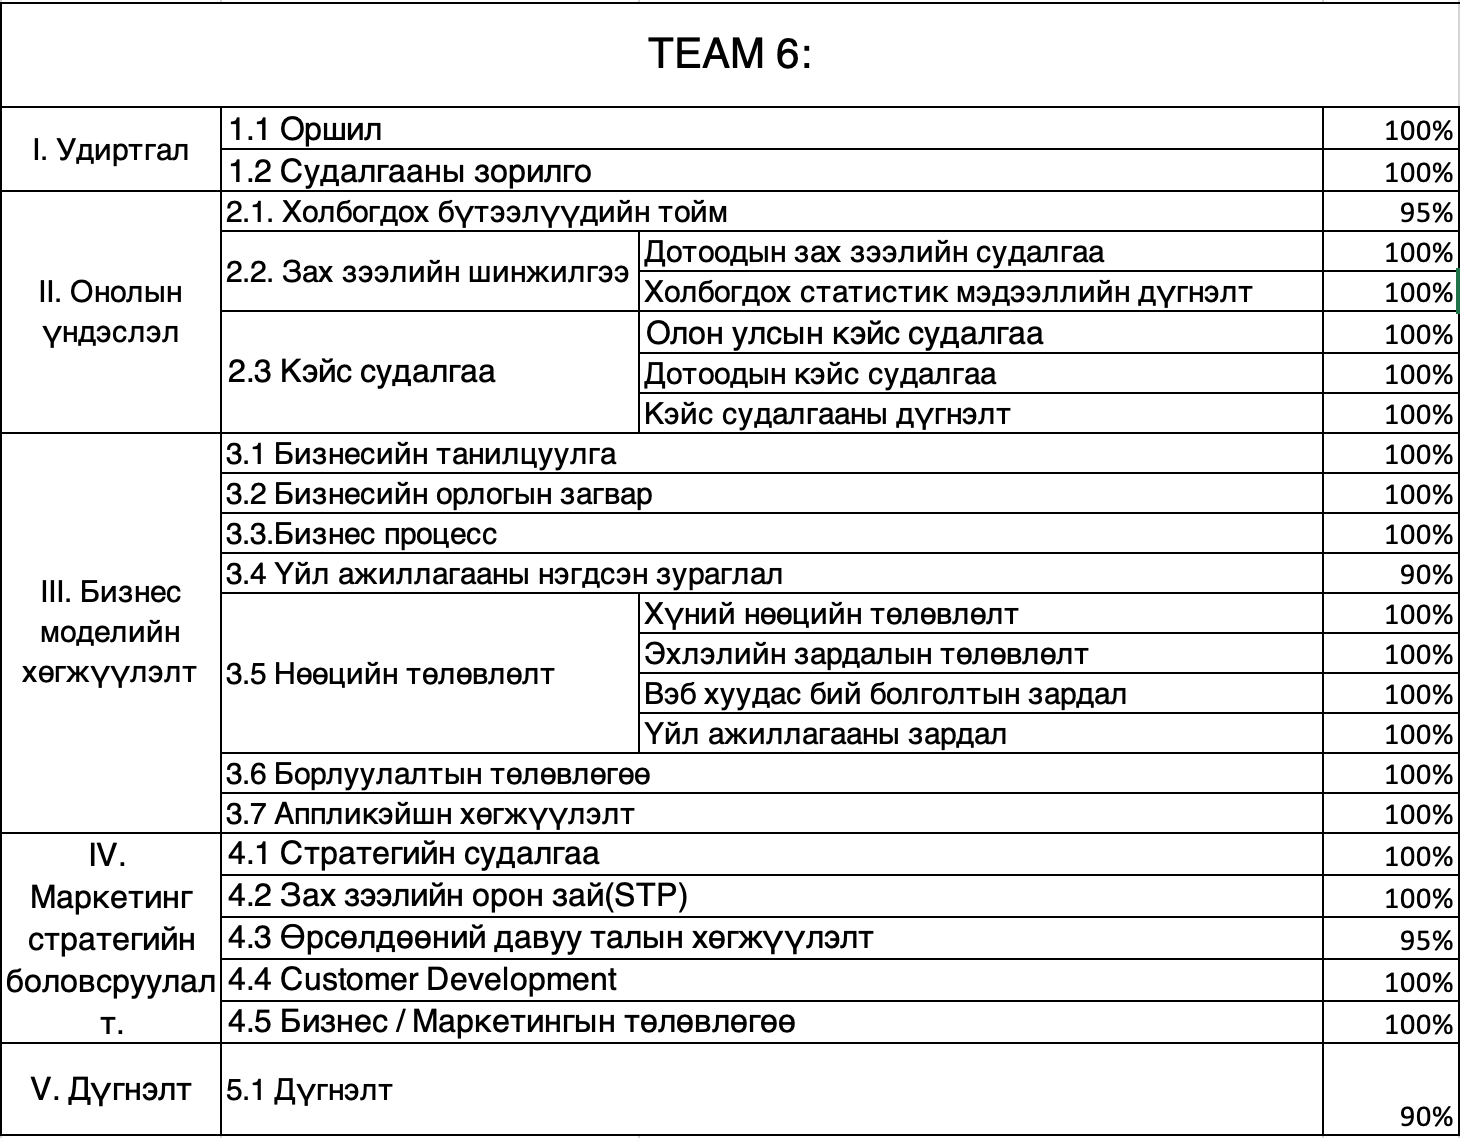 TEAM 6:
I. Удиртгал
1.1 Оршил
100%
1.2 Судалгааны зорилго
100%
II. Онолын
үндэслэл
2.1. Холбогдох бүтээлүүдийн тойм
95%
2.2. Зах зээлийн шинжилгээ
Дотоодын зах зээлийн судалгаа
100%
Холбогдох статистик мэдээллийн дүгнэлт
100%
2.3 Кэйс судалгаа
Олон улсын кэйс судалгаа
100%
Дотоодын кэйс судалгаа
100%
Кэйс судалгааны дүгнэлт
100%
III. Бизнес
моделийн
хөгжүүлэлт
3.1 Бизнесийн танилцуулга
100%
3.2 Бизнесийн орлогын загвар
100%
3.3.Бизнес процесс
100%
3.4 Үйл ажиллагааны нэгдсэн зураглал
90%
3.5 Нөөцийн төлөвлөлт
Хүний нөөцийн төлөвлөлт
100%
Эхлэлийн зардалын төлөвлөлт
100%
Вэб хуудас бий болголтын зардал
100%
Үйл ажиллагааны зардал
100%
3.6 Борлуулалтын төлөвлөгөө
100%
3.7 Аппликэйшн хөгжүүлэлт
100%
IV.
Маркетинг
стратегийн
боловсруулал
т.
4.1 Стратегийн судалгаа
100%
4.2 Зах зээлийн орон зай(STP)
100%
4.3 Өрсөлдөөний давуу талын хөгжүүлэлт
95%
4.4 Customer Development
100%
4.5 Бизнес / Маркетингын төлөвлөгөө
100%
V. Дүгнэлт
5.1 Дүгнэлт
90%